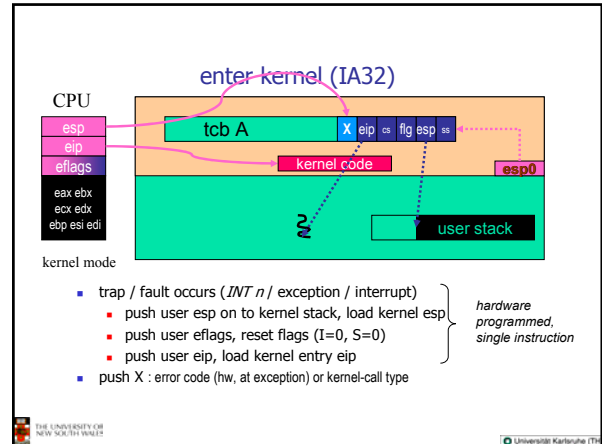 enter kernel (IA32)
CPU
esp
eip
eflags
eax ebx
ecx edx
ebp esi edi
kernel mode
tcb A
X eip cs flg esp ss
kernel code
esp0
user stack
trap / fault occurs (INT n / exception / interrupt)
push user esp on to kernel stack, load kernel esp
push user eflags, reset flags (I=0, S=0)
push user eip, load kernel entry eip
hardware
programmed,
single instruction
push X : error code (hw, at exception) or kernel-call type
THE UNIVERSITY OF
NEW SOUTH WALES
Universität Karlsruhe (TH